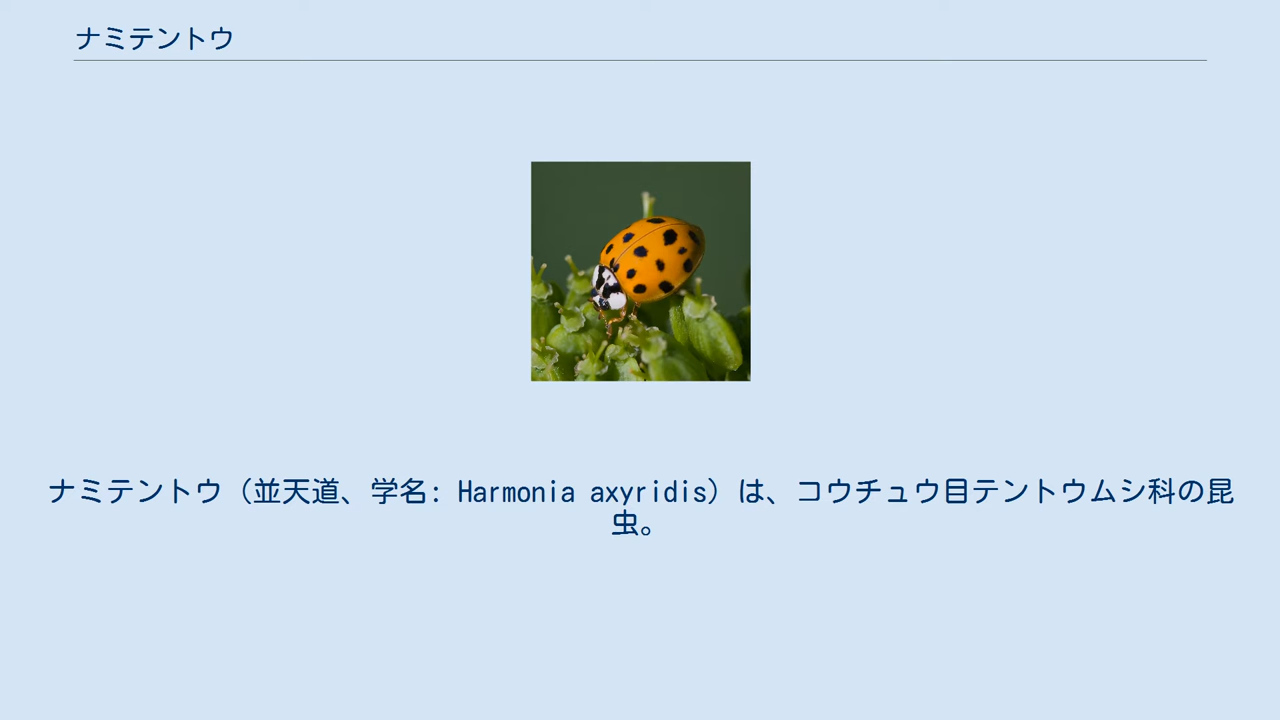 ナミテントウ
ナミテントウ（並天道、学名: Harmonia axyridis）は、コウチュウ目テントウムシ科の昆
虫。